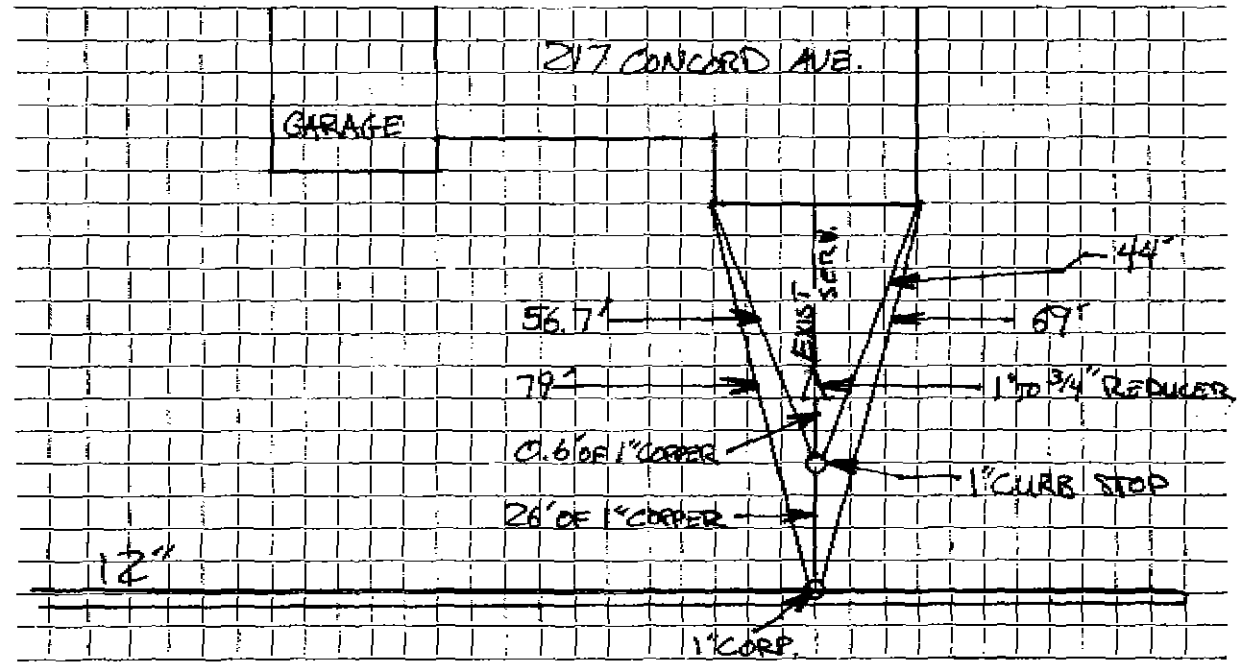 217 CONCORD AVE.
GARAGE
EXIST
SERV.
44'
56.7'
69'
79'
1" TO 3/4" REDUCER
0.6' OF 1" COPPER
1" CURB STOP
26' OF 1" COPPER
12"
1" CORP.